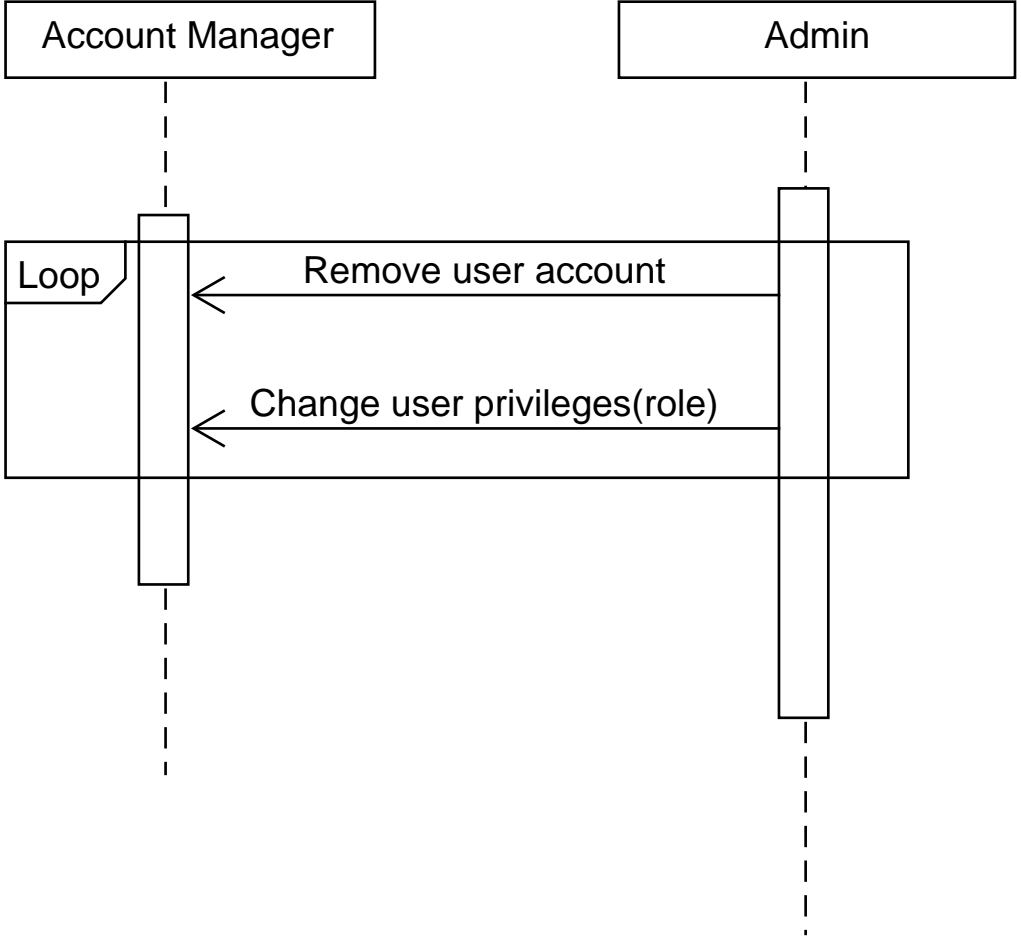 Account Manager
Admin
Loop
Remove user account
Change user privileges(role)